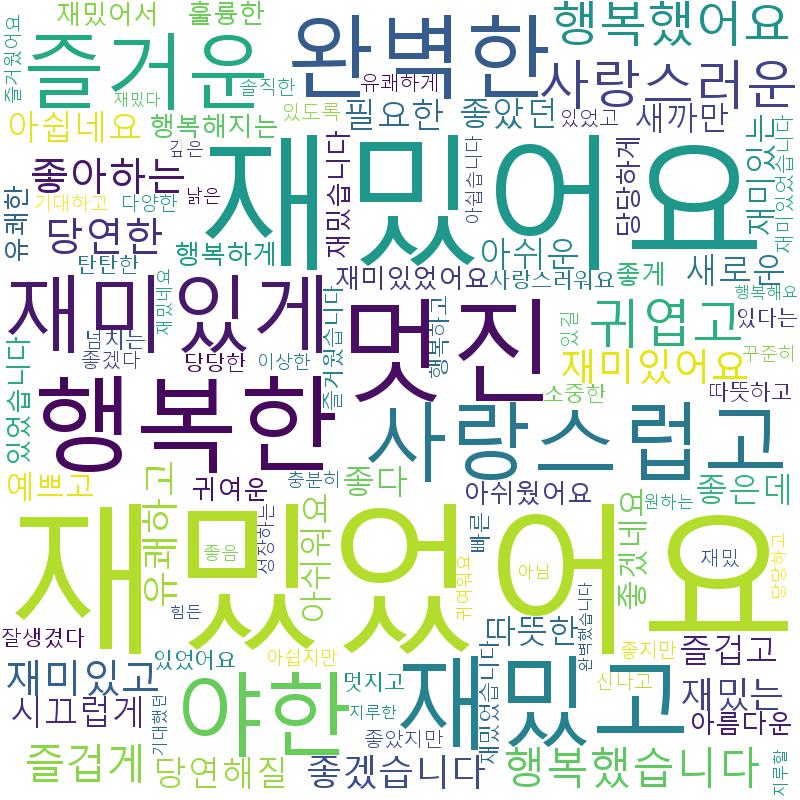 즐거웠어요
재밌어서
훌륭한
완벽한
행복했어요
즐거운
솔직한
유쾌하게
사랑스러운
재밌다
있도록
필요한
좋았던
있었고
새까만
아쉽네요
행복해지는
깊은
좋아하는
재밌습니다
재밌어요
아쉽습니다
당당하게
재미있는
재미있었습니다
유쾌한
기대하고
다양한
낡은
당연한
행복하게
아쉬운
탄탄한
재밌네요
재미있었어요
사랑스러워요
좋게
새로운
행복해요
재미있게
멋진
즐거웠습니다
행복하고
있길
귀엽고
있다는
넘치는
좋겠다
당당한
이상한
재미있어요
꾸준히
있었습니다
행복한
소중한
따뜻하고
사랑스럽고
예쁘고
유쾌하고
귀여운
충분히
좋다
아쉬웠어요
좋은데
원하는
재밌었어요
성장하는
아쉬워요
빠른
좋겠네요
좋음
귀여워요
아님
재밌
당당하고
힘든
완벽했습니다
잘생겼다
있었어요
아쉽지만
따뜻한
좋지만
즐겁고
재미있고
야한
멋지고
재밌고
재밌었습니다
신나고
재밌는
시끄럽게
기대했던
지루한
아름다운
좋았지만
즐겁게
당연해질
좋겠습니다
행복했습니다
지루할